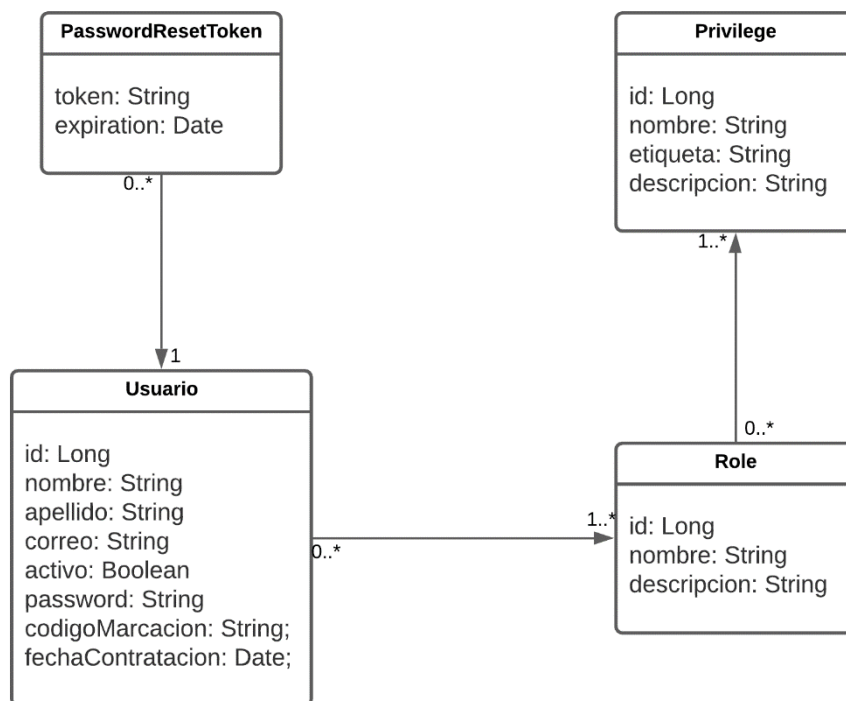 PasswordResetToken
token: String
expiration: Date
0..*
1
Usuario
id: Long
nombre: String
apellido: String
correo: String
activo: Boolean
password: String
codigoMarcacion: String;
fechaContratacion: Date;
0..*
1..*
Privilege
id: Long
nombre: String
etiqueta: String
descripcion: String
1..*
0..*
Role
id: Long
nombre: String
descripcion: String